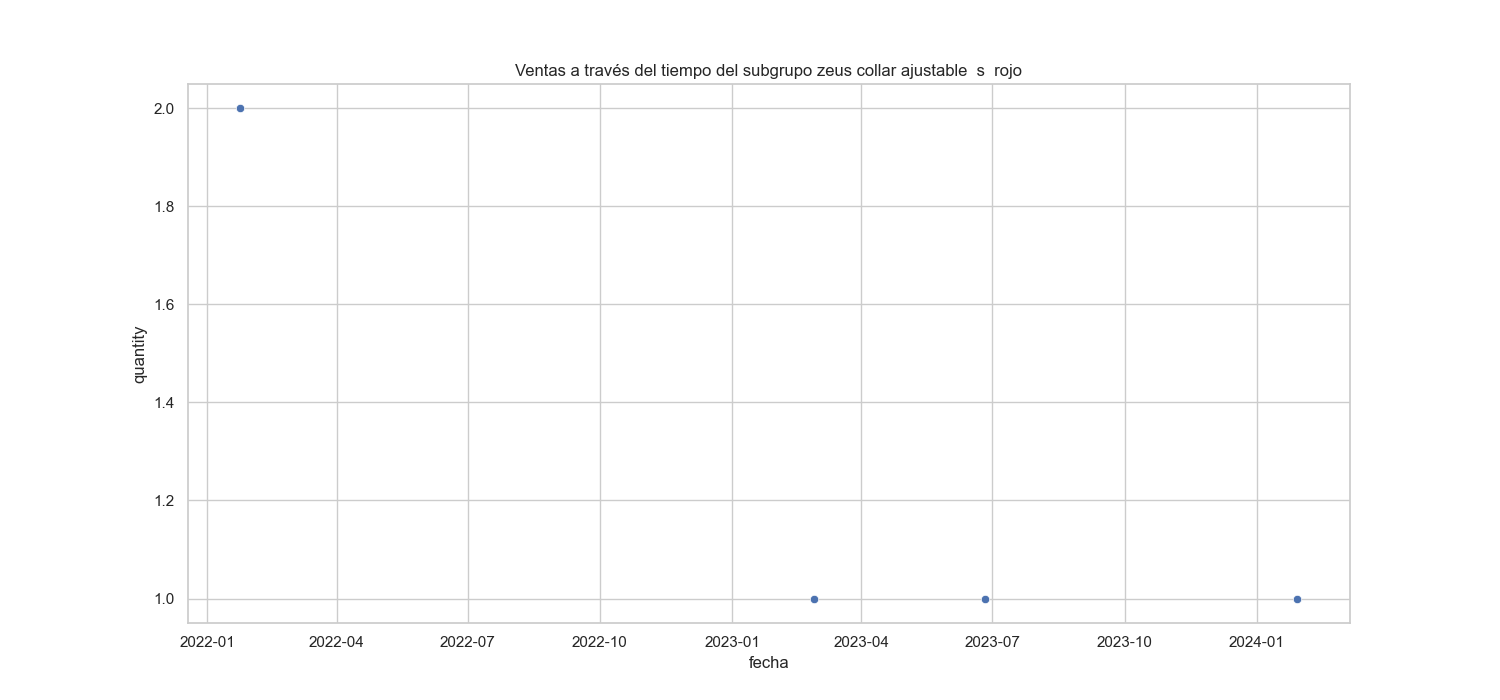 Ventas a través del tiempo del subgrupo zeus collar ajustable  s  rojo
2.0
1.8
1.6
1.4
1.2
1.0
quantity
2022-01 2022-04 2022-07 2022-10 2023-01 2023-04 2023-07 2023-10 2024-01
fecha